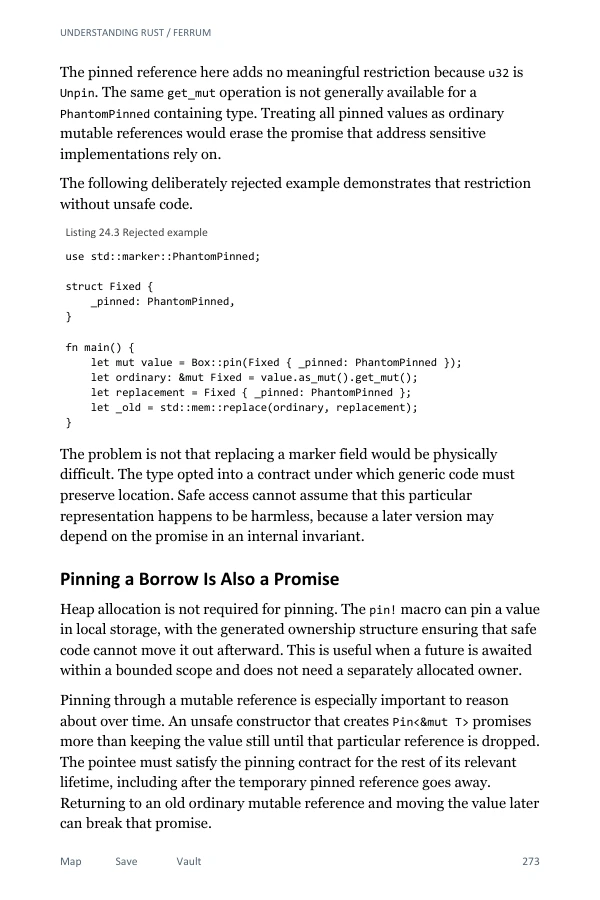 UNDERSTANDING RUST / FERRUM
The pinned reference here adds no meaningful restriction because u32 is
Unpin. The same get_mut operation is not generally available for a
PhantomPinned containing type. Treating all pinned values as ordinary
mutable references would erase the promise that address sensitive
implementations rely on.
The following deliberately rejected example demonstrates that restriction
without unsafe code.
Listing 24.3 Rejected example
use std::marker::PhantomPinned;
struct Fixed {
    _pinned: PhantomPinned,
}
fn main() {
    let mut value = Box::pin(Fixed { _pinned: PhantomPinned });
    let ordinary: &mut Fixed = value.as_mut().get_mut();
    let replacement = Fixed { _pinned: PhantomPinned };
    let _old = std::mem::replace(ordinary, replacement);
}
The problem is not that replacing a marker field would be physically
difficult. The type opted into a contract under which generic code must
preserve location. Safe access cannot assume that this particular
representation happens to be harmless, because a later version may
depend on the promise in an internal invariant.
Pinning a Borrow Is Also a Promise
Heap allocation is not required for pinning. The pin! macro can pin a value
in local storage, with the generated ownership structure ensuring that safe
code cannot move it out afterward. This is useful when a future is awaited
within a bounded scope and does not need a separately allocated owner.
Pinning through a mutable reference is especially important to reason
about over time. An unsafe constructor that creates Pin<&mut T> promises
more than keeping the value still until that particular reference is dropped.
The pointee must satisfy the pinning contract for the rest of its relevant
lifetime, including after the temporary pinned reference goes away.
Returning to an old ordinary mutable reference and moving the value later
can break that promise.
Map Save Vault 273